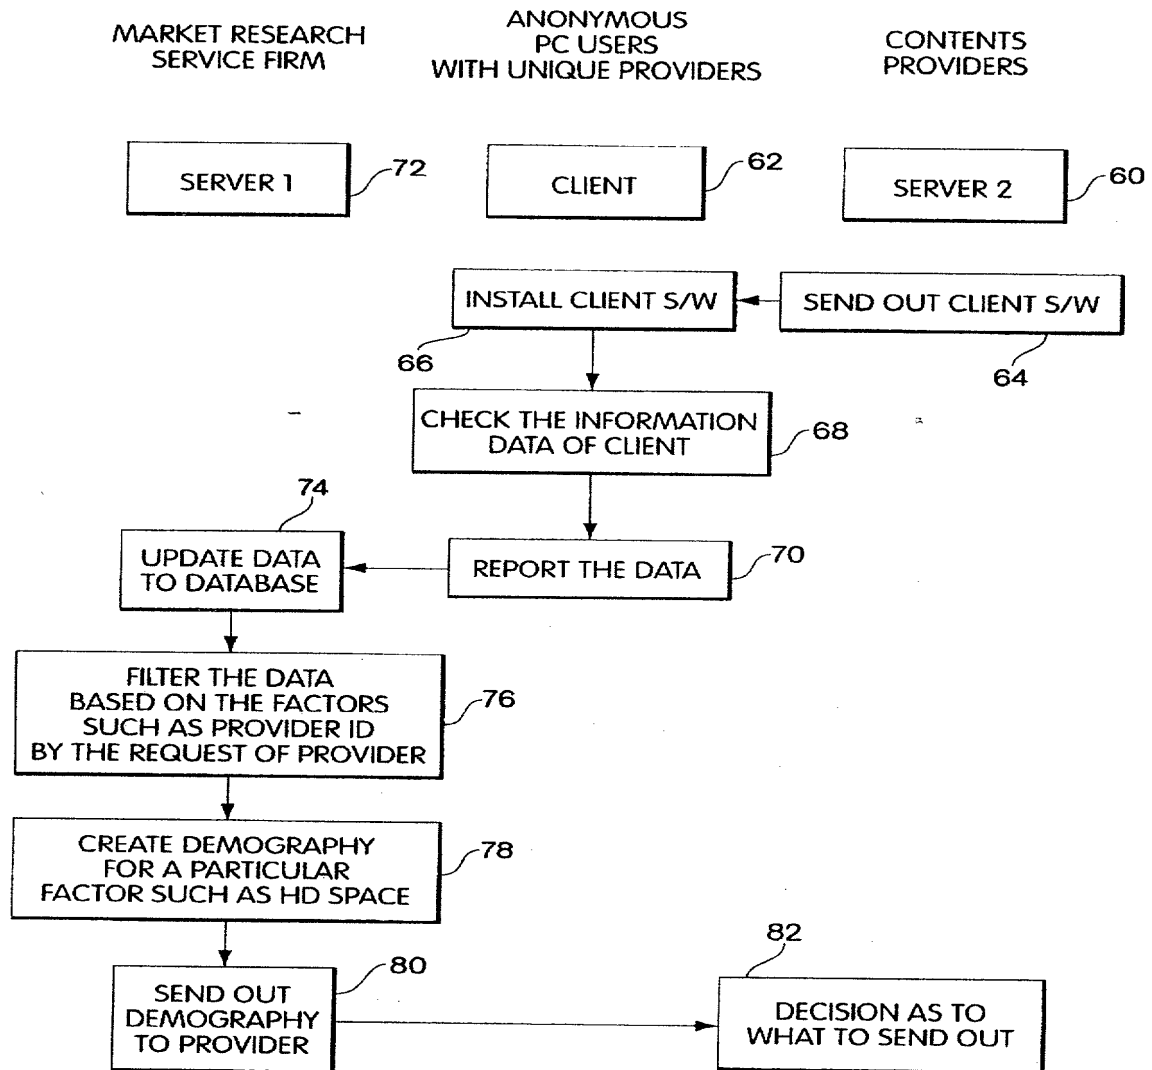 MARKET RESEARCH
SERVICE FIRM
ANONYMOUS
PC USERS
WITH UNIQUE PROVIDERS
CONTENTS
PROVIDERS
SERVER 1
72
CLIENT
62
SERVER 2
60
INSTALL CLIENT S/W
66
SEND OUT CLIENT S/W
64
CHECK THE INFORMATION
DATA OF CLIENT
68
74
UPDATE DATA
TO DATABASE
REPORT THE DATA
70
FILTER THE DATA
BASED ON THE FACTORS
SUCH AS PROVIDER ID
BY THE REQUEST OF PROVIDER
76
CREATE DEMOGRAPHY
FOR A PARTICULAR
FACTOR SUCH AS HD SPACE
78
80
SEND OUT
DEMOGRAPHY
TO PROVIDER
82
DECISION AS TO
WHAT TO SEND OUT